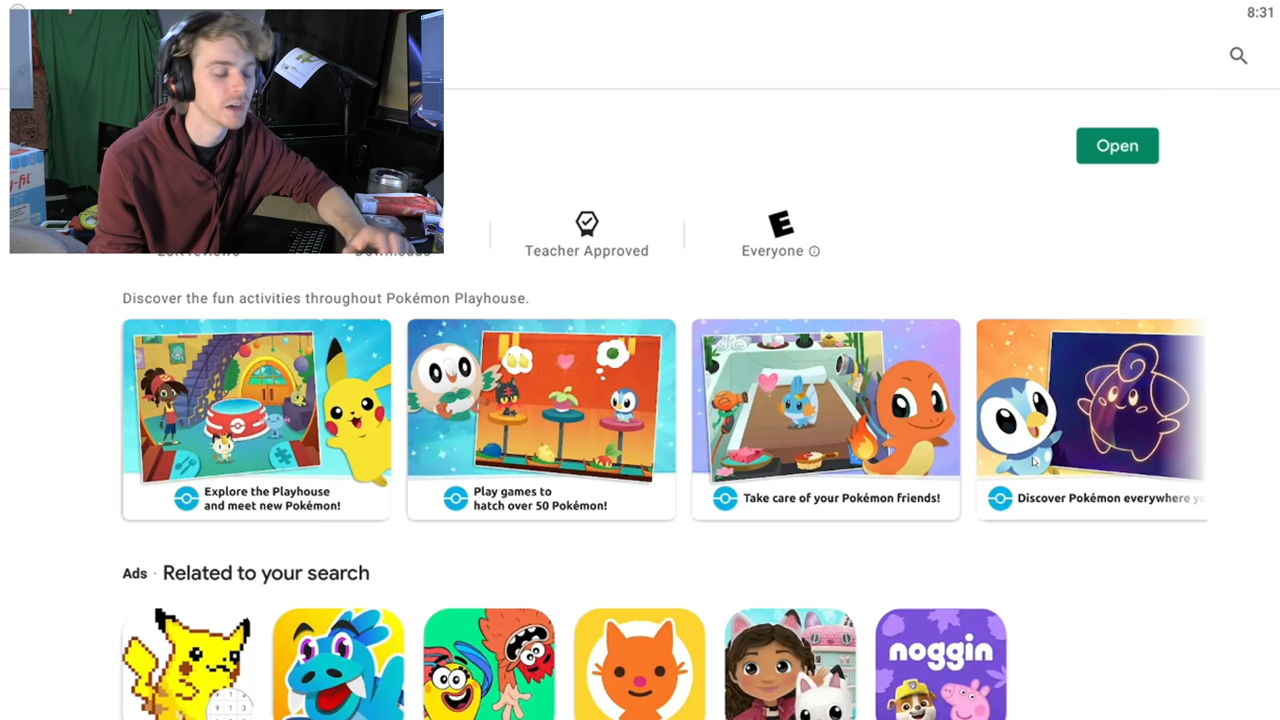 8:31
Open
Teacher Approved
Everyone
Discover the fun activities throughout Pokémon Playhouse.
Explore the Playhouse
and meet new Pokémon!
Play games to
hatch over 50 Pokémon!
Take care of your Pokémon friends!
Discover Pokémon everywhere yo
Ads · Related to your search
noggin